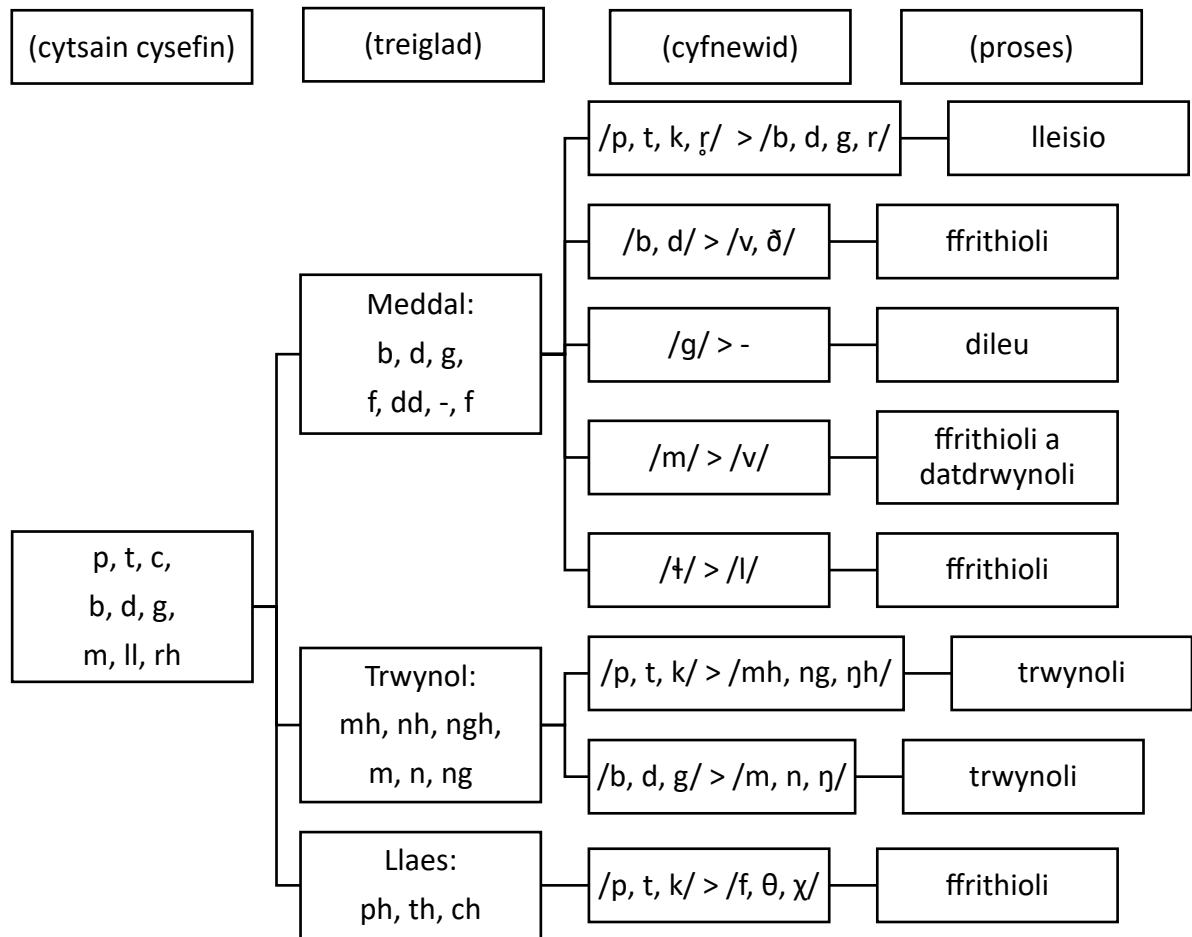 (cytsain cysefin)
(treiglad)
(cyfnewid)
(proses)
/p, t, k, r̥/ > /b, d, g, r/
lleisio
/b, d/ > /v, ð/
ffrithioli
Meddal:
b, d, g,
f, dd, -, f
/g/ > -
dileu
/m/ > /v/
ffrithioli a
datdrwynoli
/ɬ/ > /l/
ffrithioli
p, t, c,
b, d, g,
m, ll, rh
Trwynol:
mh, nh, ngh,
m, n, ng
/p, t, k/ > /mh, ng, ŋh/
trwynoli
/b, d, g/ > /m, n, ŋ/
trwynoli
Llaes:
ph, th, ch
/p, t, k/ > /f, θ, χ/
ffrithioli